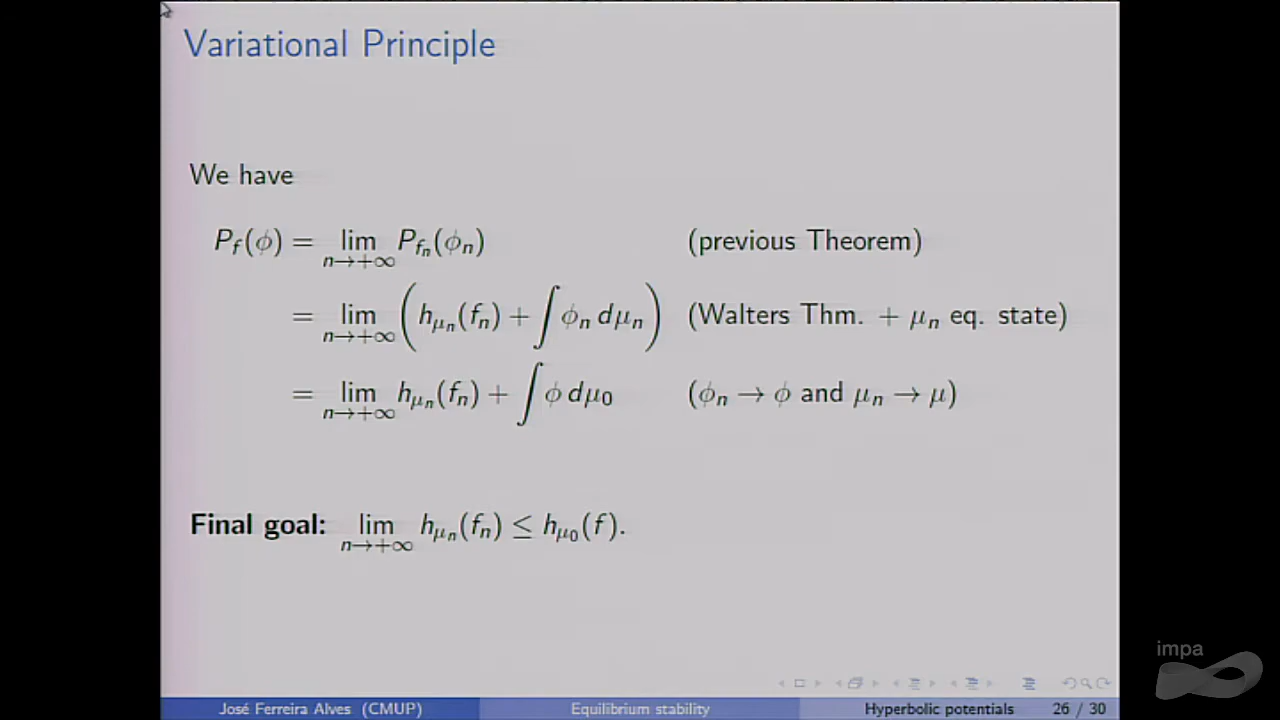 Variational Principle
We have
P_f(ϕ) = lim_{n→+∞} P_{f_n}(ϕ_n) (previous Theorem)
= lim_{n→+∞} ( h_{μ_n}(f_n) + ∫ ϕ_n dμ_n ) (Walters Thm. + μ_n eq. state)
= lim_{n→+∞} h_{μ_n}(f_n) + ∫ ϕ dμ_0 (ϕ_n → ϕ and μ_n → μ)
Final goal: lim_{n→+∞} h_{μ_n}(f_n) ≤ h_{μ_0}(f).
impa
José Ferreira Alves (CMUP) Equilibrium stability Hyperbolic potentials 26 / 30